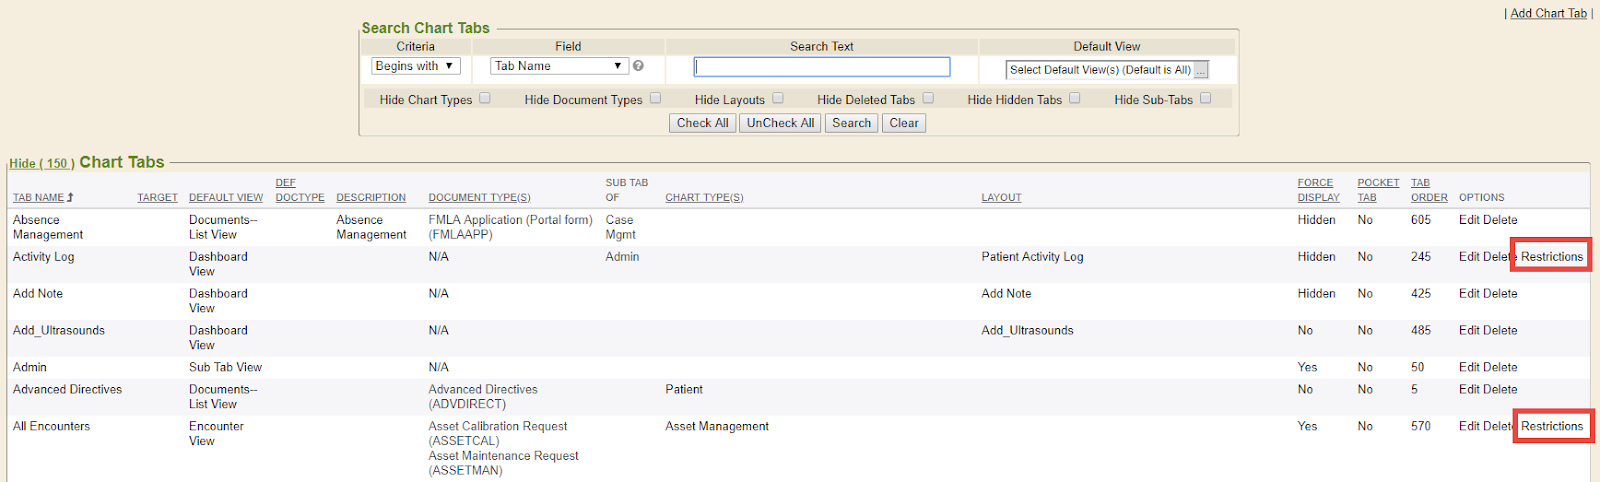 | Add Chart Tab |
Search Chart Tabs
Criteria Field Search Text Default View
Begins with Tab Name Select Default View(s) (Default is All) ...
Hide Chart Types Hide Document Types Hide Layouts Hide Deleted Tabs Hide Hidden Tabs Hide Sub-Tabs
Check All UnCheck All Search Clear
Hide ( 150 ) Chart Tabs
DEF SUB TAB FORCE POCKET TAB
TAB NAME TARGET DEFAULT VIEW DOCTYPE DESCRIPTION DOCUMENT TYPE(S) OF CHART TYPE(S) LAYOUT DISPLAY TAB ORDER OPTIONS
Absence Documents-- Absence FMLA Application (Portal form) Case Hidden No 605 Edit Delete
Management List View Management (FMLAAPP) Mgmt
Activity Log Dashboard N/A Admin Patient Activity Log Hidden No 245 Edit Delete Restrictions
View
Add Note Dashboard N/A Add Note Hidden No 425 Edit Delete
View
Add_Ultrasounds Dashboard N/A Add_Ultrasounds No No 485 Edit Delete
View
Admin Sub Tab View N/A Yes No 50 Edit Delete
Advanced Directives Documents-- Advanced Directives Patient No No 5 Edit Delete
List View (ADVDIRECT)
All Encounters Encounter Asset Calibration Request Asset Management Yes No 570 Edit Delete Restrictions
View (ASSETCAL)
Asset Maintenance Request
(ASSETMAN)